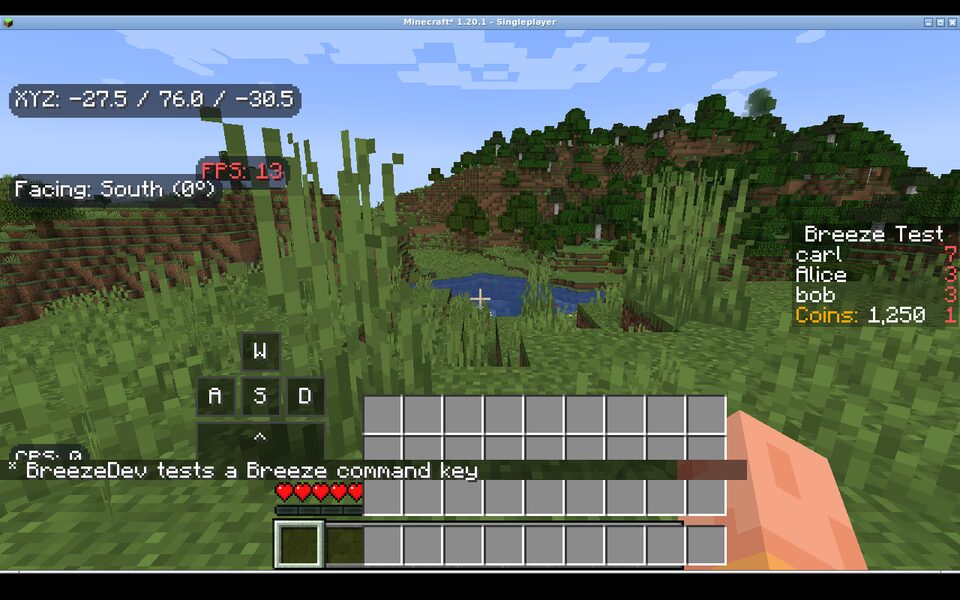 Minecraft* 1.20.1 - Singleplayer
XYZ: -27.5 / 76.0 / -30.5
FPS: 13
Facing: South (0°)
Breeze Test
carl 7
Alice 3
bob 3
Coins: 1,250 1
W
A S D
^
CPS: 0
* BreezeDev tests a Breeze command key